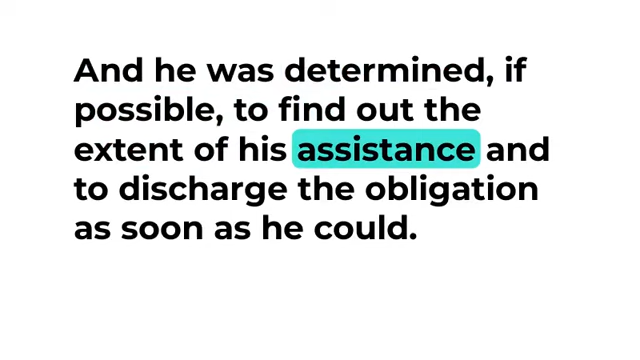 And he was determined, if
possible, to find out the
extent of his assistance and
to discharge the obligation
as soon as he could.